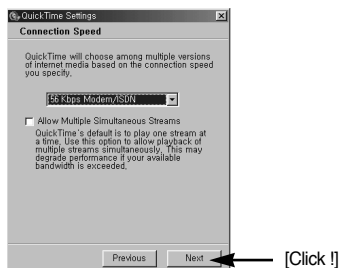 QuickTime Settings
Connection Speed
QuickTime will choose among multiple versions
of internet media based on the connection speed
you specify.
56 Kbps Modem/ISDN
Allow Multiple Simultaneous Streams
QuickTime's default is to play one stream at
a time. Use this option to allow playback of
multiple streams simultaneously. This may
degrade performance if your available
bandwidth is exceeded.
Previous Next [Click !]